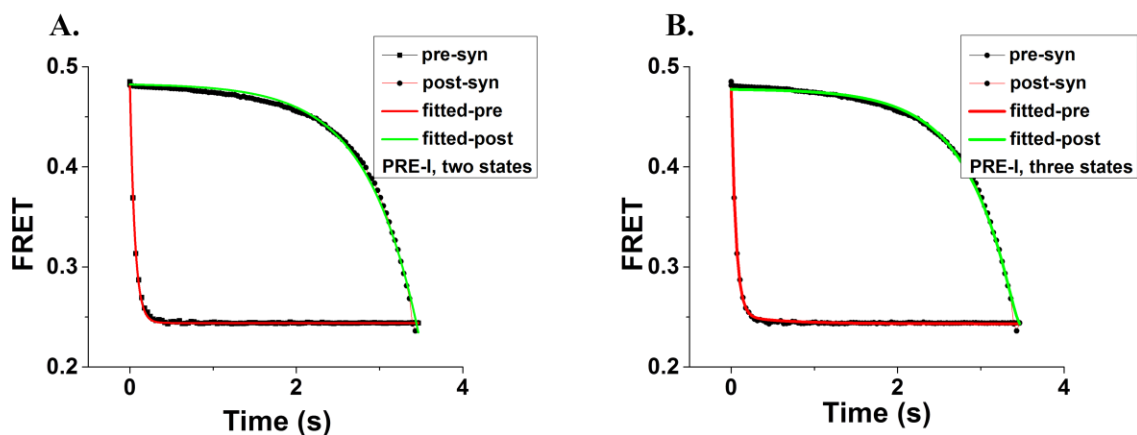 A.
pre-syn
post-syn
fitted-pre
fitted-post
PRE-I, two states
0.5
0.4
0.3
0.2
FRET
0
2
4
Time (s)
B.
pre-syn
post-syn
fitted-pre
fitted-post
PRE-I, three states
0.5
0.4
0.3
0.2
FRET
0
2
4
Time (s)